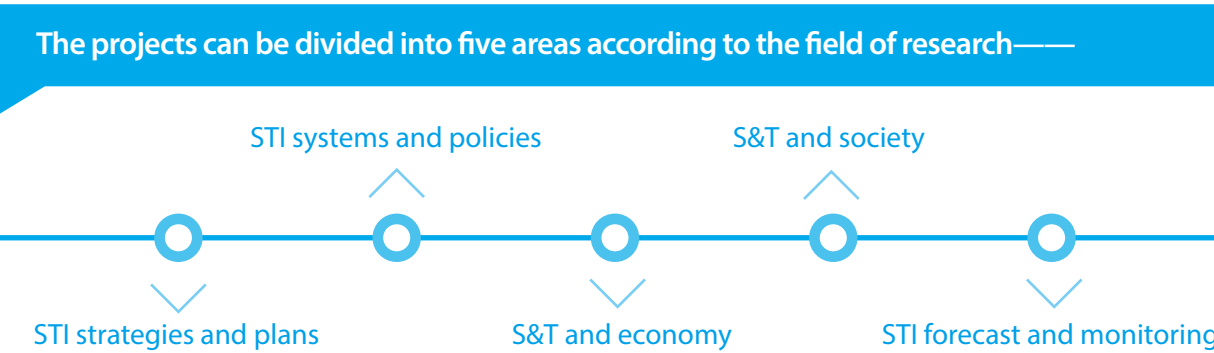 The projects can be divided into five areas according to the field of research——
STI systems and policies
S&T and society
STI strategies and plans
S&T and economy
STI forecast and monitoring